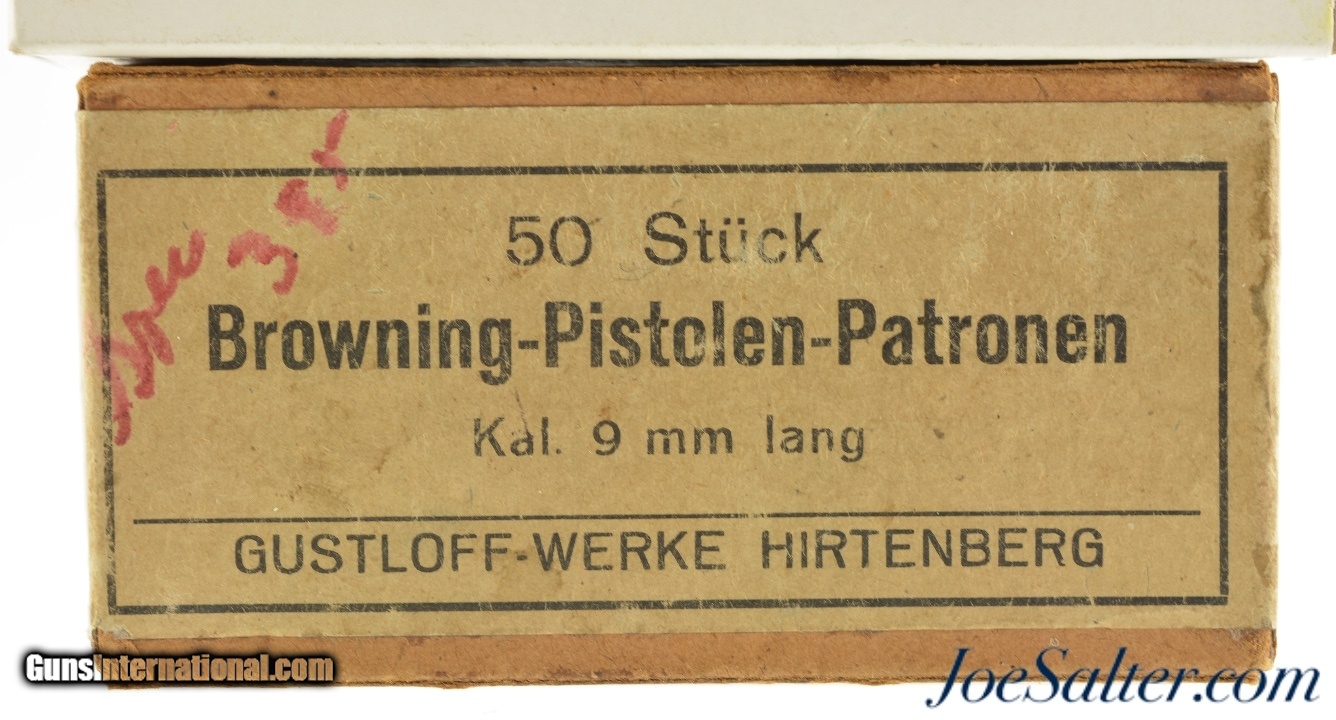 50 Stück
Browning-Pistolen-Patronen
Kal. 9 mm lang
GUSTLOFF-WERKE HIRTENBERG
GunsInternational.com
JoeSalter.com